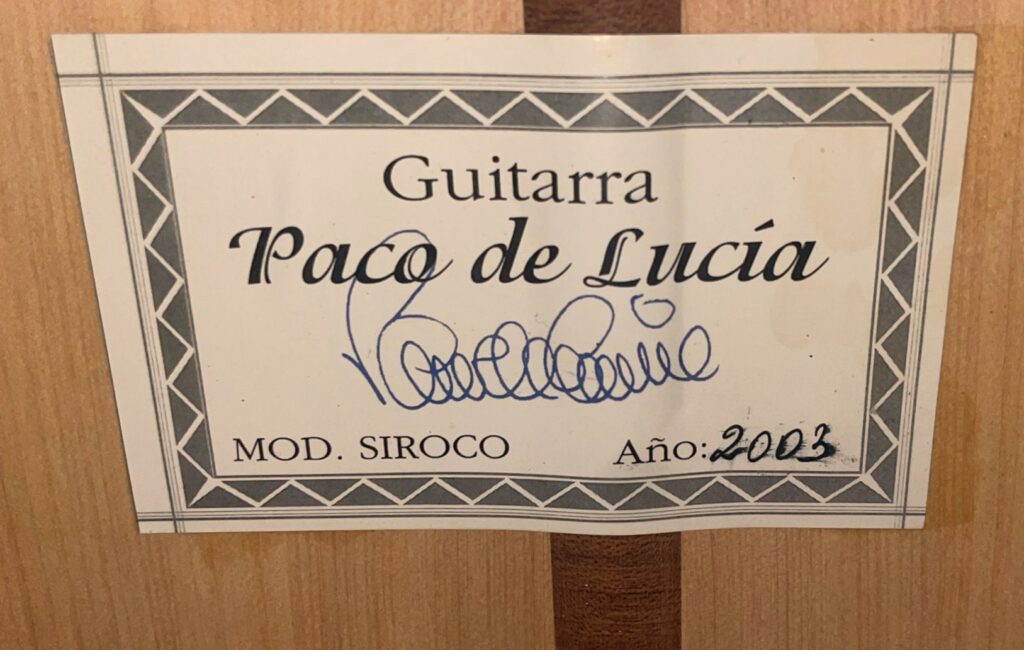 Guitarra
Paco de Lucía
MOD. SIROCO Año: 2003